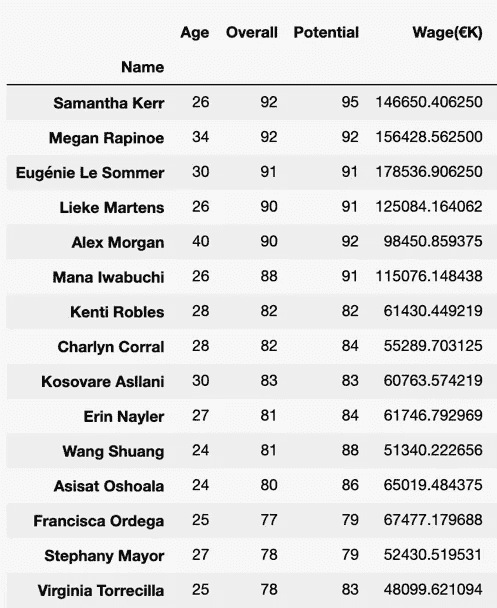 Age Overall Potential Wage(€K)
Name
Samantha Kerr 26 92 95 146650.406250
Megan Rapinoe 34 92 92 156428.562500
Eugénie Le Sommer 30 91 91 178536.906250
Lieke Martens 26 90 91 125084.164062
Alex Morgan 40 90 92 98450.859375
Mana Iwabuchi 26 88 91 115076.148438
Kenti Robles 28 82 82 61430.449219
Charlyn Corral 28 82 84 55289.703125
Kosovare Asllani 30 83 83 60763.574219
Erin Nayler 27 81 84 61746.792969
Wang Shuang 24 81 88 51340.222656
Asisat Oshoala 24 80 86 65019.484375
Francisca Ordega 25 77 79 67477.179688
Stephany Mayor 27 78 79 52430.519531
Virginia Torrecilla 25 78 83 48099.621094